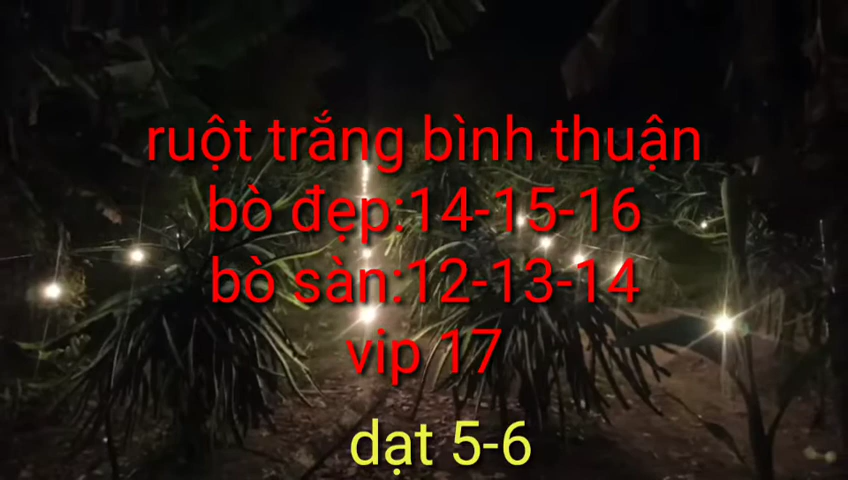 ruột trắng bình thuận
bò đẹp:14-15-16
bò sàn:12-13-14
vip 17
dạt 5-6